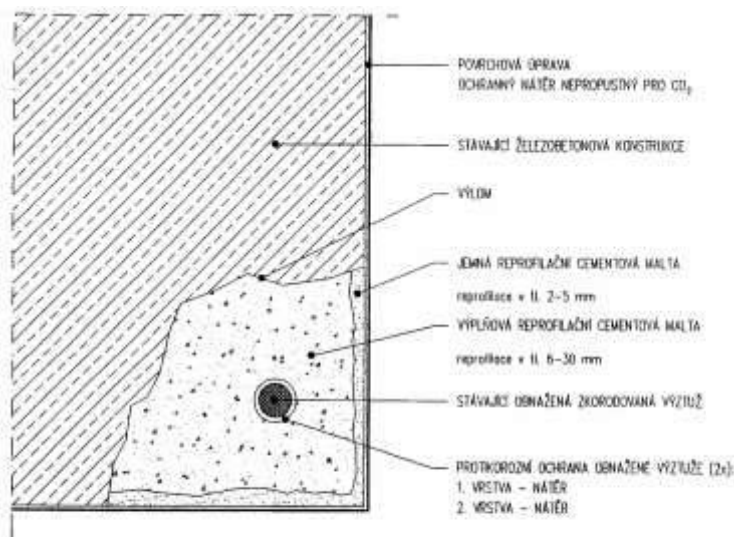 POVRCHOVÁ ÚPRAVA
OCHRANNÝ NÁTĚR NEPROPUSTNÝ PRO CO₂
STÁVAJÍCÍ ŽELEZOBETONOVÁ KONSTRUKCE
VÝLOM
JEMNÁ REPROFILAČNÍ CEMENTOVÁ MALTA
reprofilace v tl. 2-5 mm
VÝPLŇOVÁ REPROFILAČNÍ CEMENTOVÁ MALTA
reprofilace v tl. 6-30 mm
STÁVAJÍCÍ OBNAŽENÁ ZKORODOVANÁ VÝZTUŽ
PROTIKOROZNÍ OCHRANA OBNAŽENÉ VÝZTUŽE (2x):
1. VRSTVA - NÁTĚR
2. VRSTVA - NÁTĚR